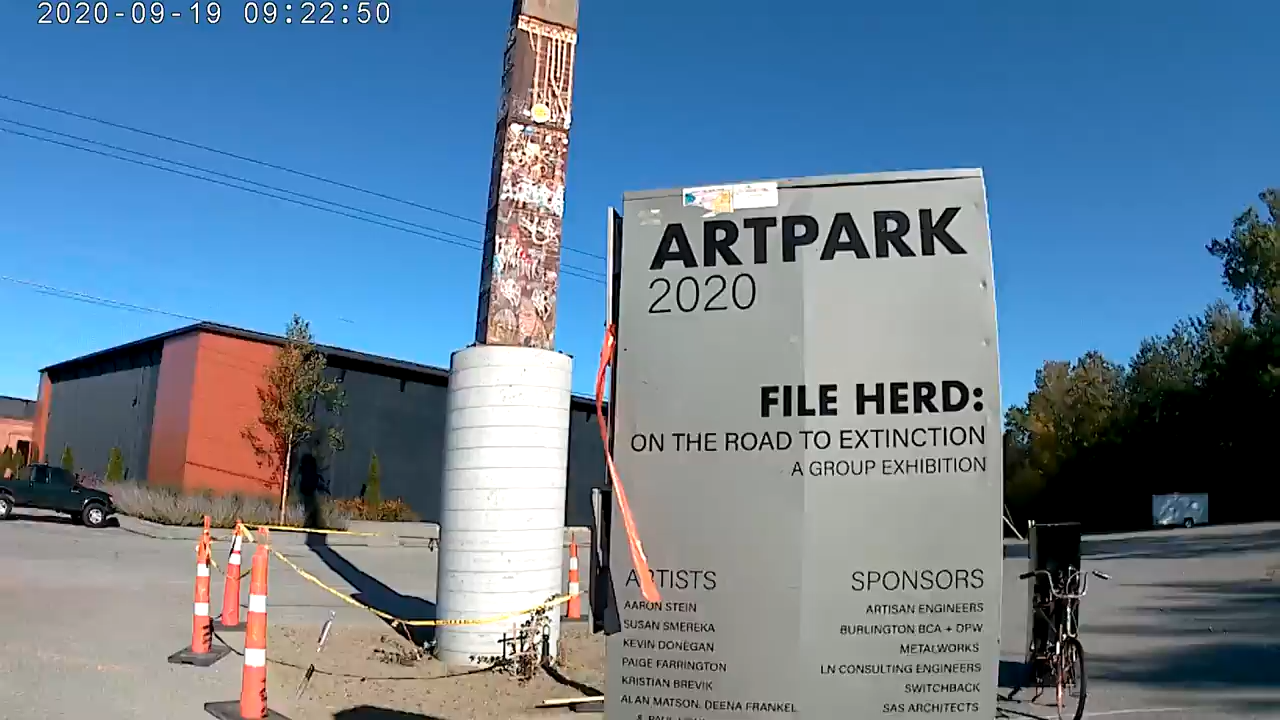 2020-09-19 09:22:50
ARTPARK
2020
FILE HERD:
ON THE ROAD TO EXTINCTION
A GROUP EXHIBITION
ARTISTS
AARON STEIN
SUSAN SMEREKA
KEVIN DONEGAN
PAIGE FARRINGTON
KRISTIAN BREVIK
ALAN MATSON, DEENA FRANKEL
SPONSORS
ARTISAN ENGINEERS
BURLINGTON BCA + DPW
METALWORKS
LN CONSULTING ENGINEERS
SWITCHBACK
SAS ARCHITECTS